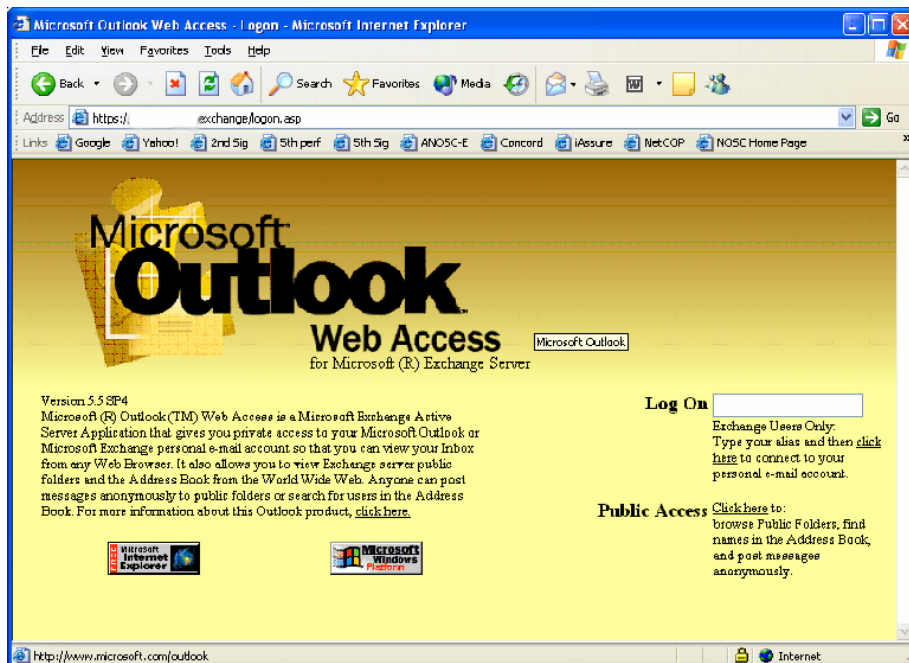 Microsoft Outlook Web Access - Logon - Microsoft Internet Explorer
File Edit View Favorites Tools Help
Back Search Favorites Media
Address https:/, exchange/logon.asp Go
Links Google Yahoo! 2nd Sig 5th perf 5th Sig ANOSC-E Concord iAssure NetCOP NOSC Home Page »
Microsoft
Outlook™
Web Access
for Microsoft (R) Exchange Server
Microsoft Outlook
Version 5.5 SP4
Microsoft (R) Outlook (TM) Web Access is a Microsoft Exchange Active
Server Application that gives you private access to your Microsoft Outlook or
Microsoft Exchange personal e-mail account so that you can view your Inbox
from any Web Browser. It also allows you to view Exchange server public
folders and the Address Book from the World Wide Web. Anyone can post
messages anonymously to public folders or search for users in the Address
Book. For more information about this Outlook product, click here.
Log On
Exchange Users Only:
Type your alias and then click
here to connect to your
personal e-mail account.
Public Access Click here to:
browse Public Folders, find
names in the Address Book,
and post messages
anonymously.
FREE Microsoft
Internet
Explorer
Microsoft
Windows
Platform
http://www.microsoft.com/outlook Internet